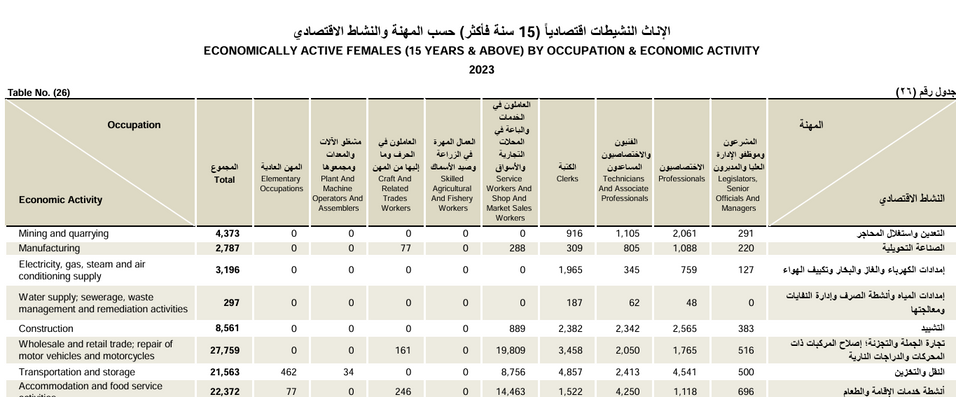 الإناث النشيطات اقتصادياً (15 سنة فأكثر) حسب المهنة والنشاط الاقتصادي
ECONOMICALLY ACTIVE FEMALES (15 YEARS & ABOVE) BY OCCUPATION & ECONOMIC ACTIVITY
2023
Table No. (26) جدول رقم (٢٦)
Occupation
Economic Activity
المجموع
Total
المهن العادية
Elementary
Occupations
مشغلو الآلات
والمعدات
ومجمعوها
Plant And
Machine
Operators And
Assemblers
العاملون في
الحرف وما
إليها من المهن
Craft And
Related
Trades
Workers
العمال المهرة
في الزراعة
وصيد الأسماك
Skilled
Agricultural
And Fishery
Workers
العاملون في
الخدمات
والباعة في
المحلات
التجارية
والأسواق
Service
Workers And
Shop And
Market Sales
Workers
الكتبة
Clerks
الفنيون
والاختصاصيون
المساعدون
Technicians
And Associate
Professionals
الاختصاصيون
Professionals
المشرعون
وموظفو الإدارة
العليا والمديرون
Legislators,
Senior
Officials And
Managers
المهنة
النشاط الاقتصادي
Mining and quarrying 4,373 0 0 0 0 0 916 1,105 2,061 291 التعدين واستغلال المحاجر
Manufacturing 2,787 0 0 77 0 288 309 805 1,088 220 الصناعة التحويلية
Electricity, gas, steam and air
conditioning supply 3,196 0 0 0 0 0 1,965 345 759 127 إمدادات الكهرباء والغاز والبخار وتكييف الهواء
Water supply; sewerage, waste
management and remediation activities 297 0 0 0 0 0 187 62 48 0 إمدادات المياه وأنشطة الصرف وإدارة النفايات
ومعالجتها
Construction 8,561 0 0 0 0 889 2,382 2,342 2,565 383 التشييد
Wholesale and retail trade; repair of
motor vehicles and motorcycles 27,759 0 0 161 0 19,809 3,458 2,050 1,765 516 تجارة الجملة والتجزئة؛ إصلاح المركبات ذات
المحركات والدراجات النارية
Transportation and storage 21,563 462 34 0 0 8,756 4,857 2,413 4,541 500 النقل والتخزين
Accommodation and food service 22,372 77 0 246 0 14,463 1,522 4,250 1,118 696 أنشطة خدمات الإقامة والطعام